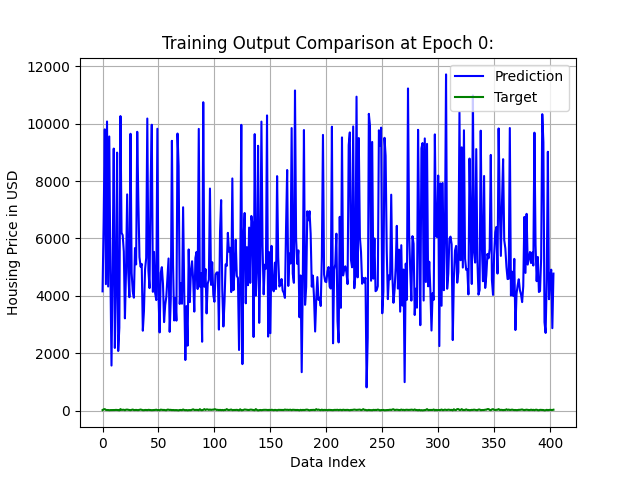 Training Output Comparison at Epoch 0:
Prediction
Target
Housing Price in USD
12000
10000
8000
6000
4000
2000
0
0 50 100 150 200 250 300 350 400
Data Index